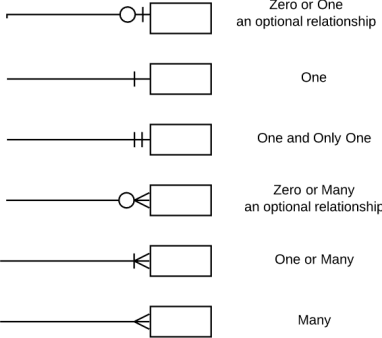 Zero or One
an optional relationship
One
One and Only One
Zero or Many
an optional relationship
One or Many
Many